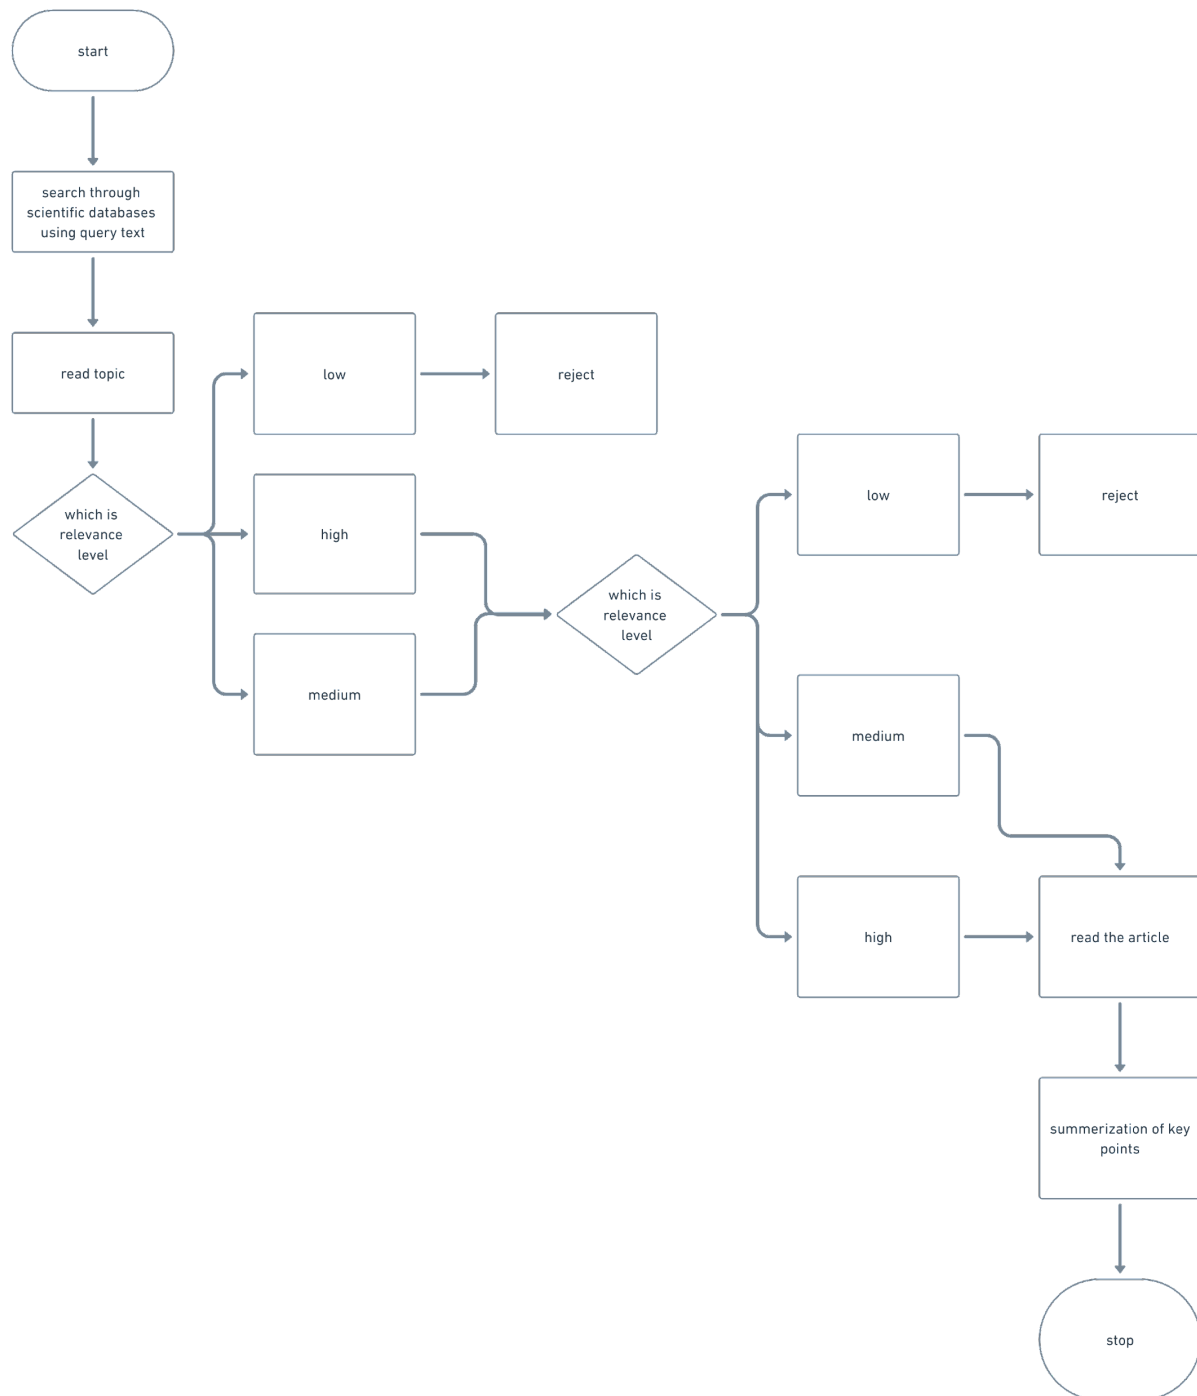 start
search through
scientific databases
using query text
read topic
which is
relevance
level
low
reject
high
medium
which is
relevance
level
low
reject
medium
high
read the article
summerization of key
points
stop